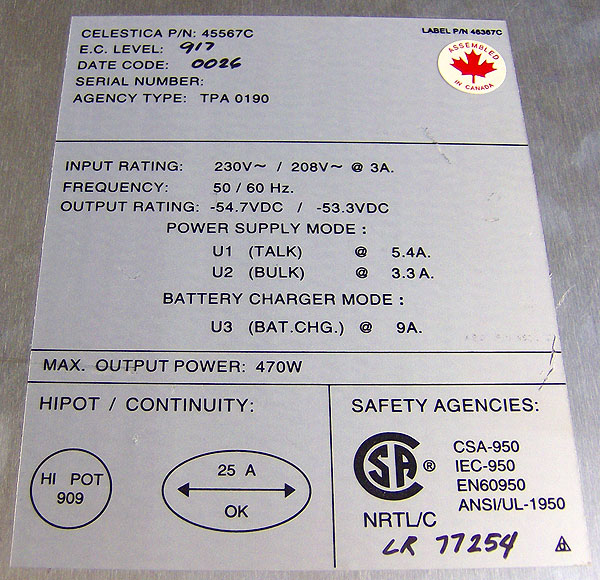 CELESTICA P/N: 45567C
LABEL P/N 46367C
E.C. LEVEL: 917
DATE CODE: 0026
SERIAL NUMBER:
AGENCY TYPE: TPA 0190
ASSEMBLED
IN CANADA
INPUT RATING: 230V~ / 208V~ @ 3A.
FREQUENCY: 50 / 60 Hz.
OUTPUT RATING: -54.7VDC / -53.3VDC
POWER SUPPLY MODE :
U1 (TALK) @ 5.4A.
U2 (BULK) @ 3.3A.
BATTERY CHARGER MODE :
U3 (BAT.CHG.) @ 9A.
MAX. OUTPUT POWER: 470W
HIPOT / CONTINUITY:
HI POT
909
25 A
OK
SAFETY AGENCIES:
CSA®
CSA-950
IEC-950
EN60950
ANSI/UL-1950
NRTL/C
LR 77254